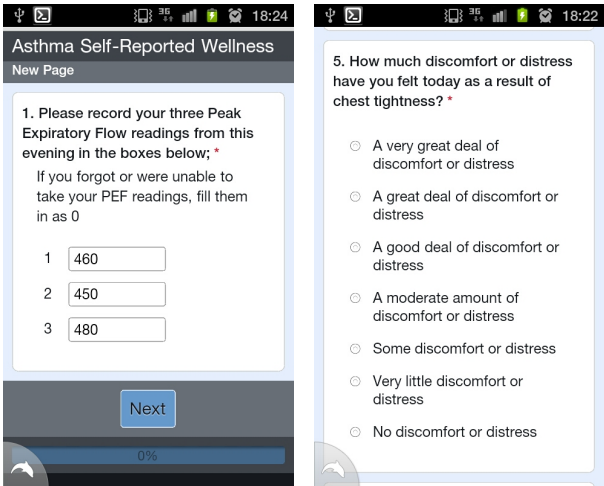 3G
18:24
Asthma Self-Reported Wellness
New Page
1. Please record your three Peak
Expiratory Flow readings from this
evening in the boxes below; *
If you forgot or were unable to
take your PEF readings, fill them
in as 0
1 460
2 450
3 480
Next
0%
3G
18:22
5. How much discomfort or distress
have you felt today as a result of
chest tightness? *
A very great deal of
discomfort or distress
A great deal of discomfort or
distress
A good deal of discomfort or
distress
A moderate amount of
discomfort or distress
Some discomfort or distress
Very little discomfort or
distress
No discomfort or distress